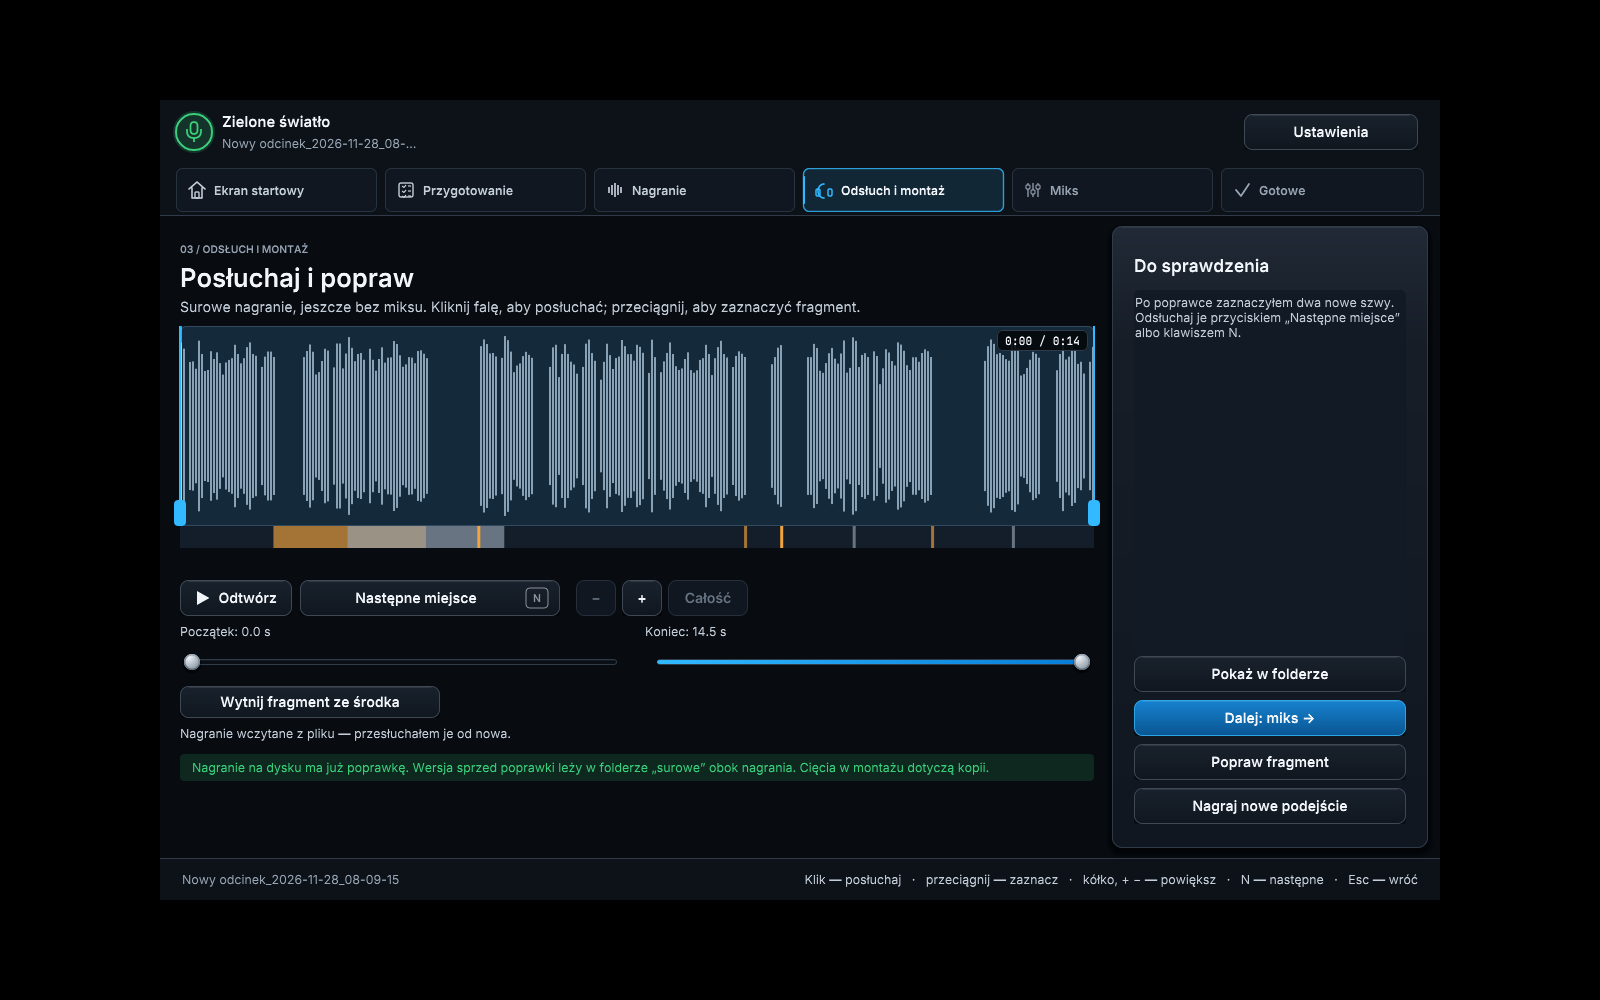 Zielone światło
Nowy odcinek_2026-11-28_08-...
Ustawienia
Ekran startowy
Przygotowanie
Nagranie
Odsłuch i montaż
Miks
Gotowe
03 / ODSŁUCH I MONTAŻ
Posłuchaj i popraw
Surowe nagranie, jeszcze bez miksu. Kliknij falę, aby posłuchać; przeciągnij, aby zaznaczyć fragment.
0:00 / 0:14
Odtwórz
Następne miejsce N
−
+
Całość
Początek: 0.0 s
Koniec: 14.5 s
Wytnij fragment ze środka
Nagranie wczytane z pliku — przesłuchałem je od nowa.
Nagranie na dysku ma już poprawkę. Wersja sprzed poprawki leży w folderze „surowe” obok nagrania. Cięcia w montażu dotyczą kopii.
Do sprawdzenia
Po poprawce zaznaczyłem dwa nowe szwy.
Odsłuchaj je przyciskiem „Następne miejsce”
albo klawiszem N.
Pokaż w folderze
Dalej: miks →
Popraw fragment
Nagraj nowe podejście
Nowy odcinek_2026-11-28_08-09-15
Klik — posłuchaj · przeciągnij — zaznacz · kółko, + − — powiększ · N — następne · Esc — wróć